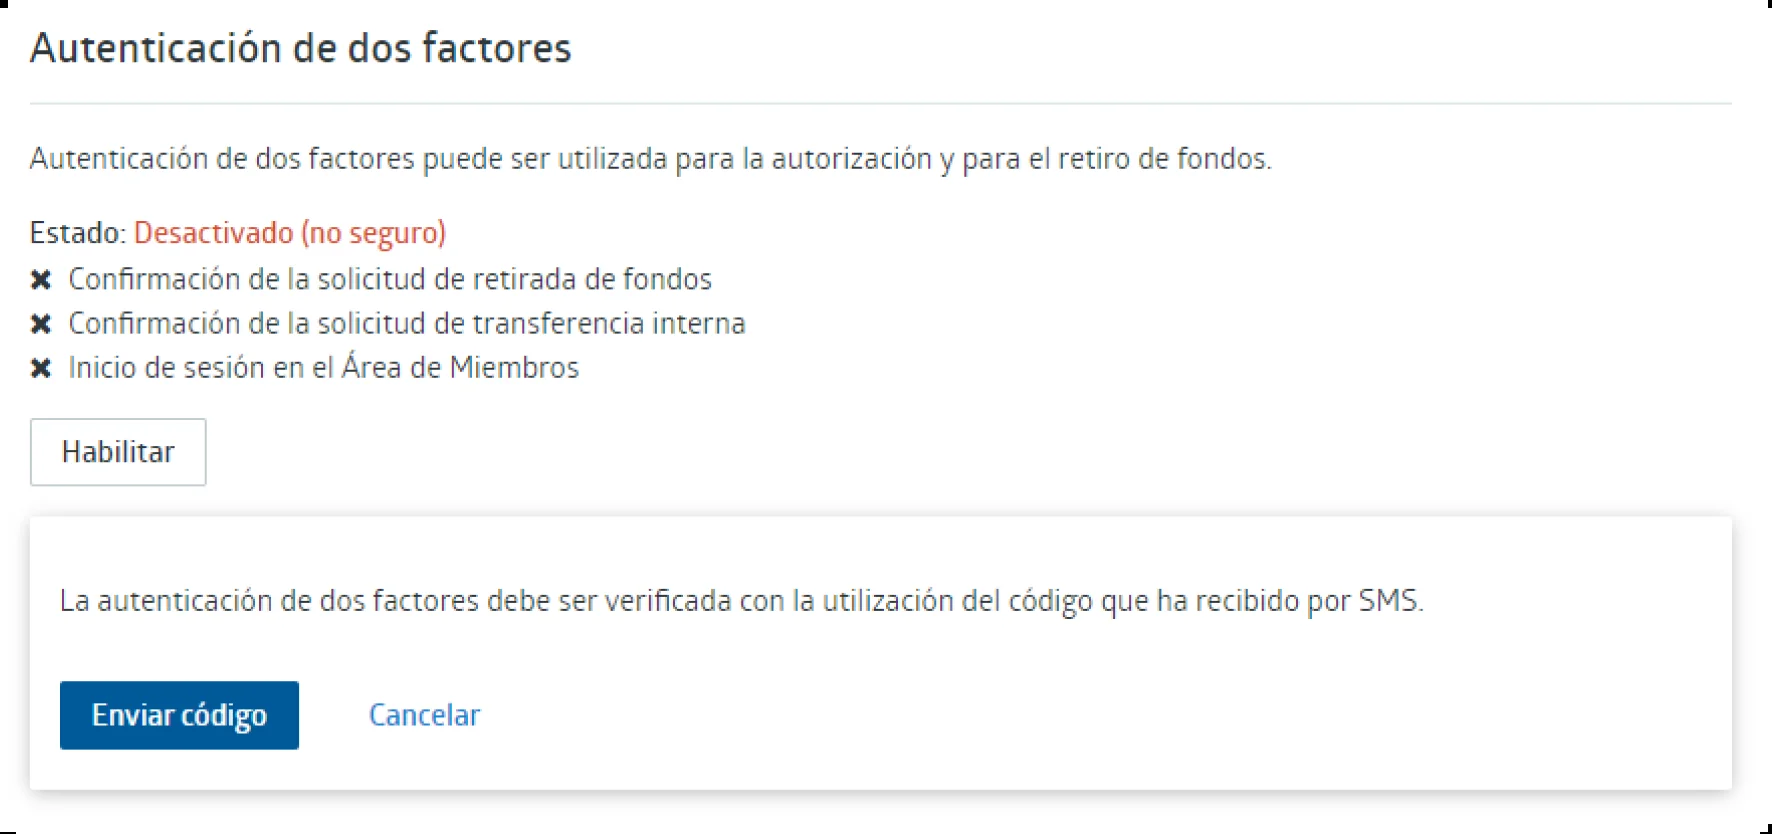 Autenticación de dos factores
Autenticación de dos factores puede ser utilizada para la autorización y para el retiro de fondos.
Estado: Desactivado (no seguro)
✖ Confirmación de la solicitud de retirada de fondos
✖ Confirmación de la solicitud de transferencia interna
✖ Inicio de sesión en el Área de Miembros
Habilitar
La autenticación de dos factores debe ser verificada con la utilización del código que ha recibido por SMS.
Enviar código Cancelar